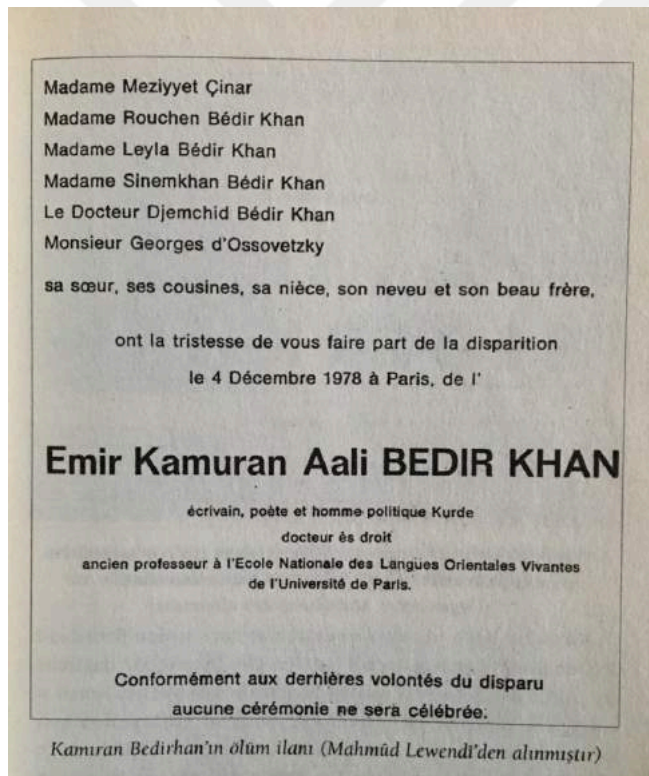 Madame Meziyyet Çinar
Madame Rouchen Bédir Khan
Madame Leyla Bédir Khan
Madame Sinemkhan Bédir Khan
Le Docteur Djemchid Bédir Khan
Monsieur Georges d'Ossovetzky
sa sœur, ses cousines, sa nièce, son neveu et son beau frère,
ont la tristesse de vous faire part de la disparition
le 4 Décembre 1978 à Paris, de l'
Emir Kamuran Aali BEDIR KHAN
écrivain, poète et homme politique Kurde
docteur ès droit
ancien professeur à l'Ecole Nationale des Langues Orientales Vivantes
de l'Université de Paris.
Conformément aux dernières volontés du disparu
aucune cérémonie ne sera célébrée.
Kamıran Bedirhan'ın ölüm ilanı (Mahmûd Lewendî'den alınmıştır)